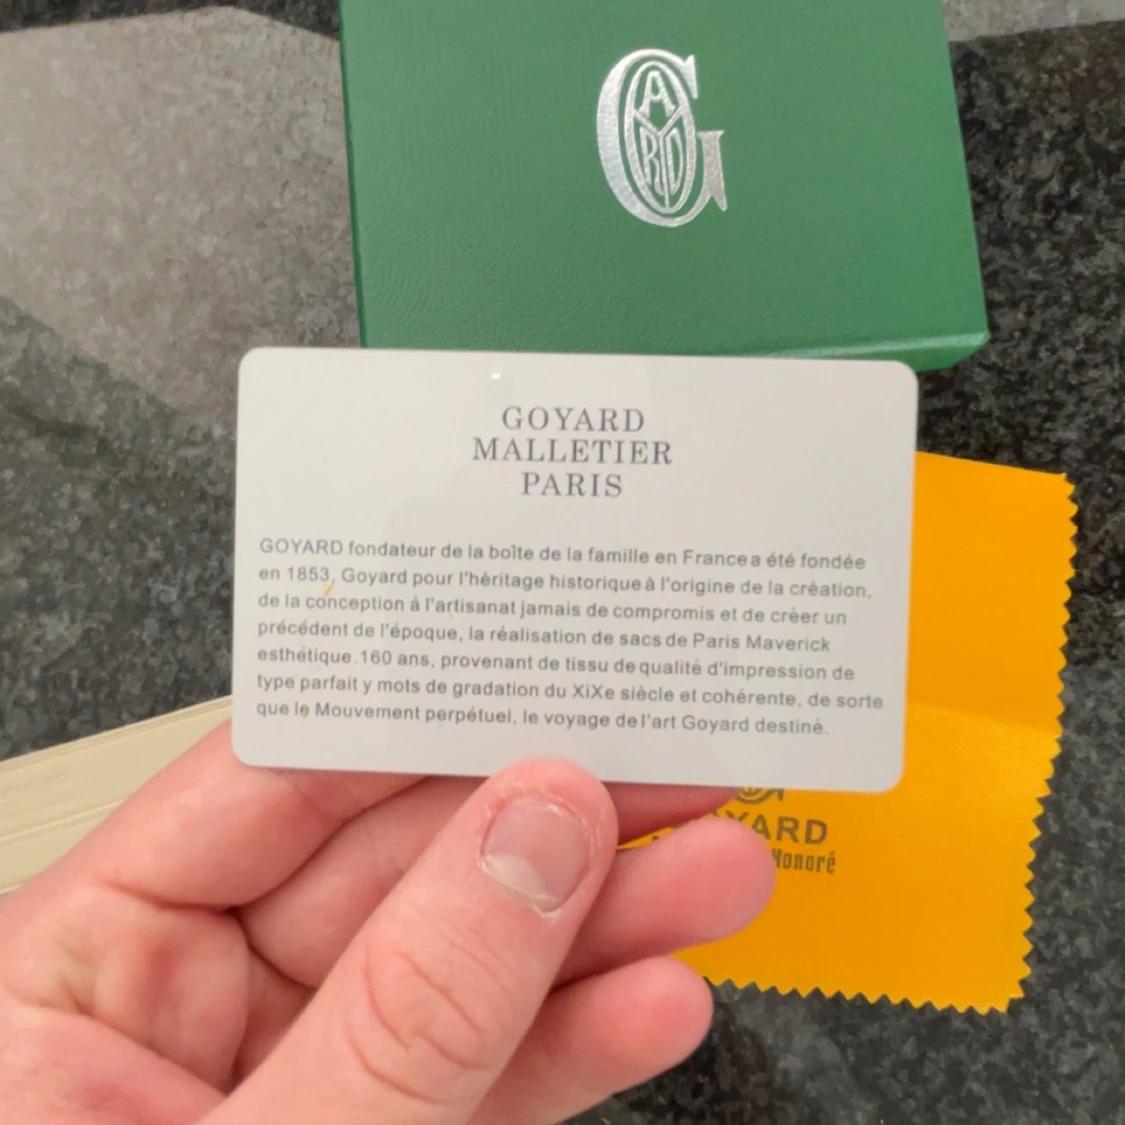 GOYARD
GOYARD
MALLETIER
PARIS
GOYARD fondateur de la boîte de la famille en France a été fondée
en 1853, Goyard pour l'héritage historique à l'origine de la création,
de la conception à l'artisanat jamais de compromis et de créer un
précédent de l'époque, la réalisation de sacs de Paris Maverick
esthétique.160 ans, provenant de tissu de qualité d'impression de
type parfait y mots de gradation du XiXe siècle et cohérente, de sorte
que le Mouvement perpétuel, le voyage de l'art Goyard destiné.
YARD
Honoré